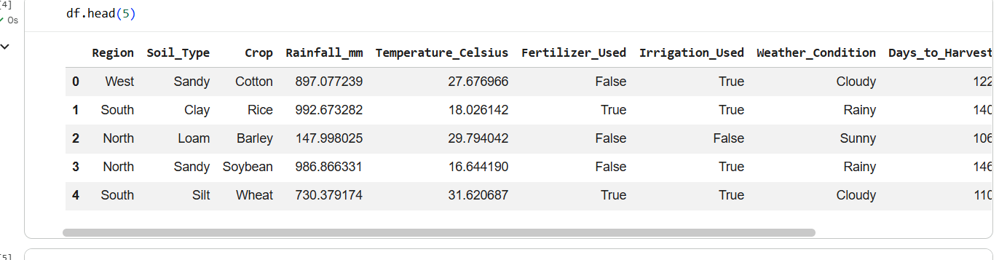 [4]
0s
df.head(5)
Region Soil_Type Crop Rainfall_mm Temperature_Celsius Fertilizer_Used Irrigation_Used Weather_Condition Days_to_Harvest
0 West Sandy Cotton 897.077239 27.676966 False True Cloudy 122
1 South Clay Rice 992.673282 18.026142 True True Rainy 140
2 North Loam Barley 147.998025 29.794042 False False Sunny 106
3 North Sandy Soybean 986.866331 16.644190 False True Rainy 146
4 South Silt Wheat 730.379174 31.620687 True True Cloudy 110
[5]